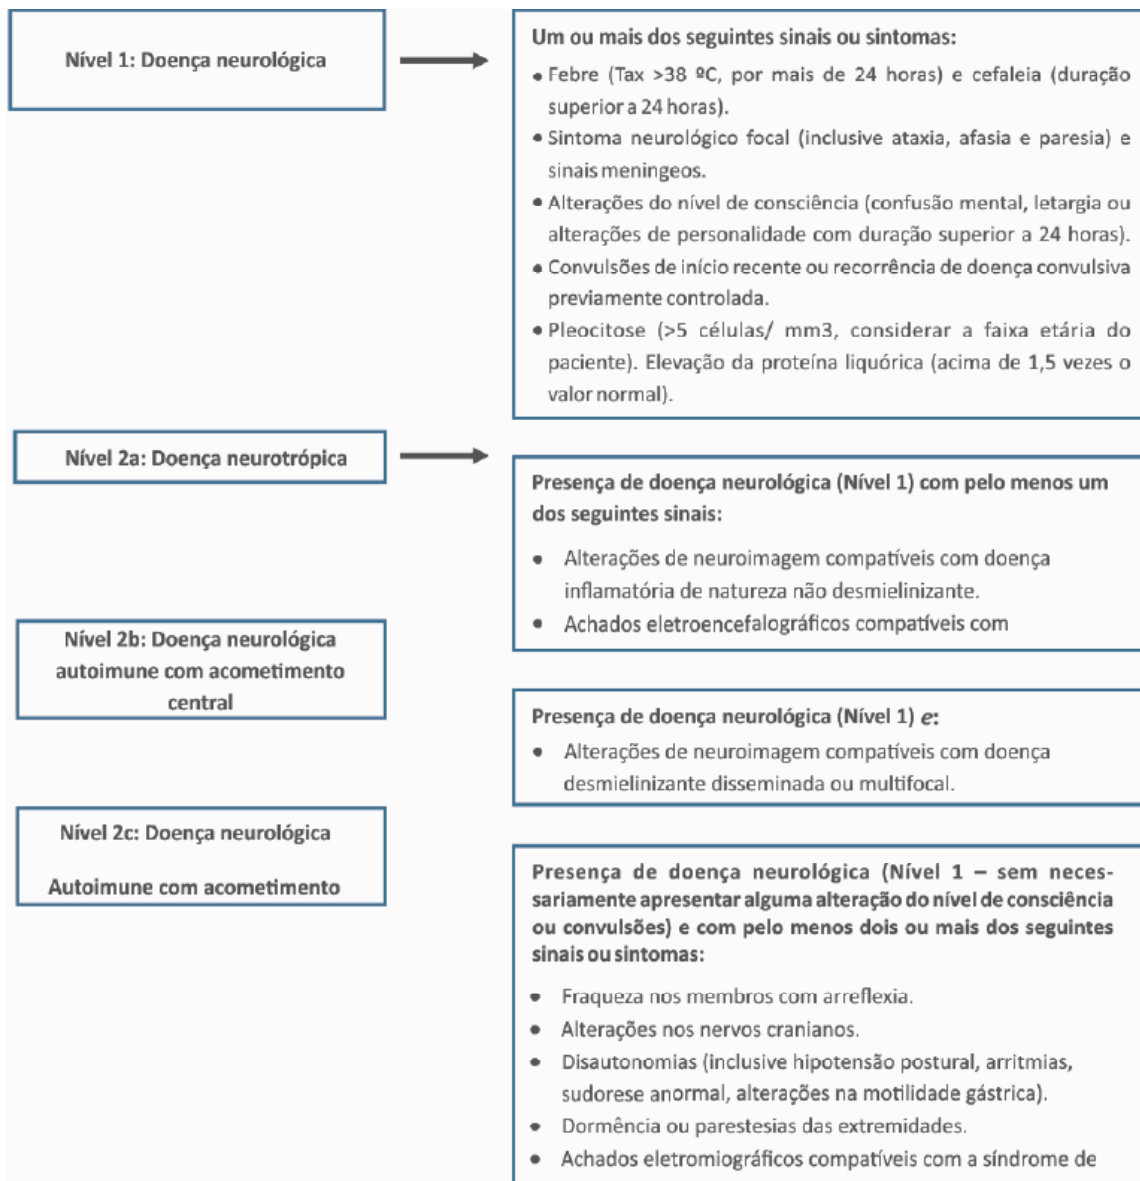 Nível 1: Doença neurológica
Um ou mais dos seguintes sinais ou sintomas:
• Febre (Tax >38 ºC, por mais de 24 horas) e cefaleia (duração
superior a 24 horas).
• Sintoma neurológico focal (inclusive ataxia, afasia e paresia) e
sinais meningeos.
• Alterações do nível de consciência (confusão mental, letargia ou
alterações de personalidade com duração superior a 24 horas).
• Convulsões de início recente ou recorrência de doença convulsiva
previamente controlada.
• Pleocitose (>5 células/ mm3, considerar a faixa etária do
paciente). Elevação da proteína liquórica (acima de 1,5 vezes o
valor normal).
Nível 2a: Doença neurotrópica
Presença de doença neurológica (Nível 1) com pelo menos um
dos seguintes sinais:
• Alterações de neuroimagem compatíveis com doença
inflamatória de natureza não desmielinizante.
• Achados eletroencefalográficos compatíveis com
Nível 2b: Doença neurológica
autoimune com acometimento
central
Presença de doença neurológica (Nível 1) e:
• Alterações de neuroimagem compatíveis com doença
desmielinizante disseminada ou multifocal.
Nível 2c: Doença neurológica
Autoimune com acometimento
Presença de doença neurológica (Nível 1 – sem neces-
sariamente apresentar alguma alteração do nível de consciência
ou convulsões) e com pelo menos dois ou mais dos seguintes
sinais ou sintomas:
• Fraqueza nos membros com arreflexia.
• Alterações nos nervos cranianos.
• Disautonomias (inclusive hipotensão postural, arritmias,
sudorese anormal, alterações na motilidade gástrica).
• Dormência ou parestesias das extremidades.
• Achados eletromiográficos compatíveis com a síndrome de